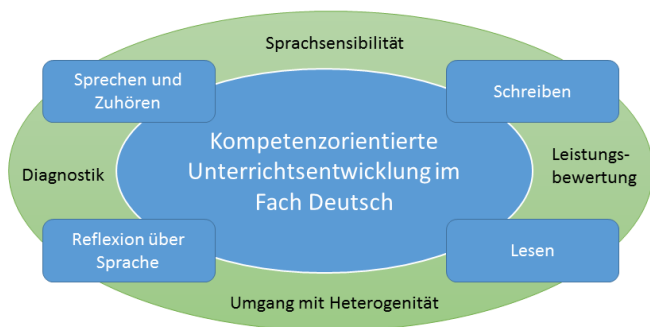 Sprachsensibilität
Sprechen und
Zuhören
Schreiben
Kompetenzorientierte
Unterrichtsentwicklung im
Fach Deutsch
Diagnostik
Leistungs-
bewertung
Reflexion über
Sprache
Lesen
Umgang mit Heterogenität